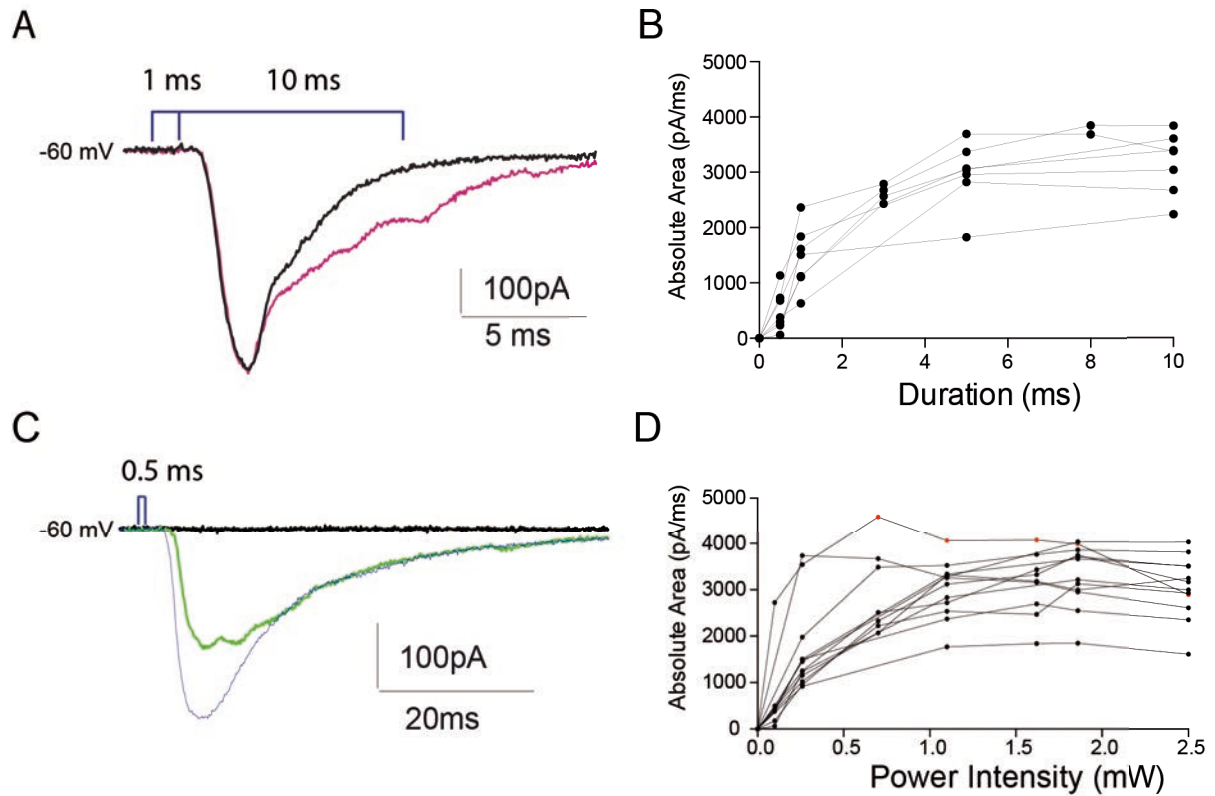 A
1 ms 10 ms
-60 mV
100pA
5 ms
B
5000
4000
3000
2000
1000
0
Absolute Area (pA/ms)
0 2 4 6 8 10
Duration (ms)
C
0.5 ms
-60 mV
100pA
20ms
D
5000
4000
3000
2000
1000
0
Absolute Area (pA/ms)
0.0 0.5 1.0 1.5 2.0 2.5
Power Intensity (mW)